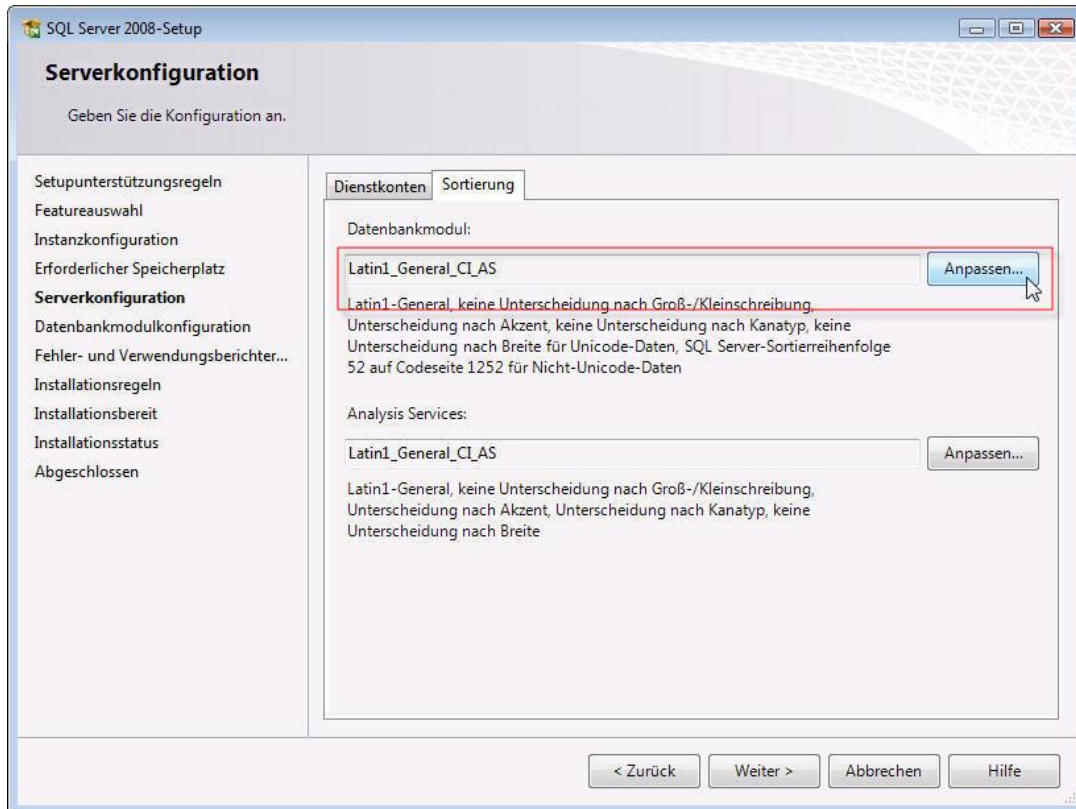 SQL Server 2008-Setup
Serverkonfiguration
Geben Sie die Konfiguration an.
Setupunterstützungsregeln
Featureauswahl
Instanzkonfiguration
Erforderlicher Speicherplatz
Serverkonfiguration
Datenbankmodulkonfiguration
Fehler- und Verwendungsberichter...
Installationsregeln
Installationsbereit
Installationsstatus
Abgeschlossen
Dienstkonten
Sortierung
Datenbankmodul:
Latin1_General_CI_AS
Anpassen...
Latin1-General, keine Unterscheidung nach Groß-/Kleinschreibung,
Unterscheidung nach Akzent, keine Unterscheidung nach Kanatyp, keine
Unterscheidung nach Breite für Unicode-Daten, SQL Server-Sortierreihenfolge
52 auf Codeseite 1252 für Nicht-Unicode-Daten
Analysis Services:
Latin1_General_CI_AS
Anpassen...
Latin1-General, keine Unterscheidung nach Groß-/Kleinschreibung,
Unterscheidung nach Akzent, Unterscheidung nach Kanatyp, keine
Unterscheidung nach Breite
< Zurück
Weiter >
Abbrechen
Hilfe